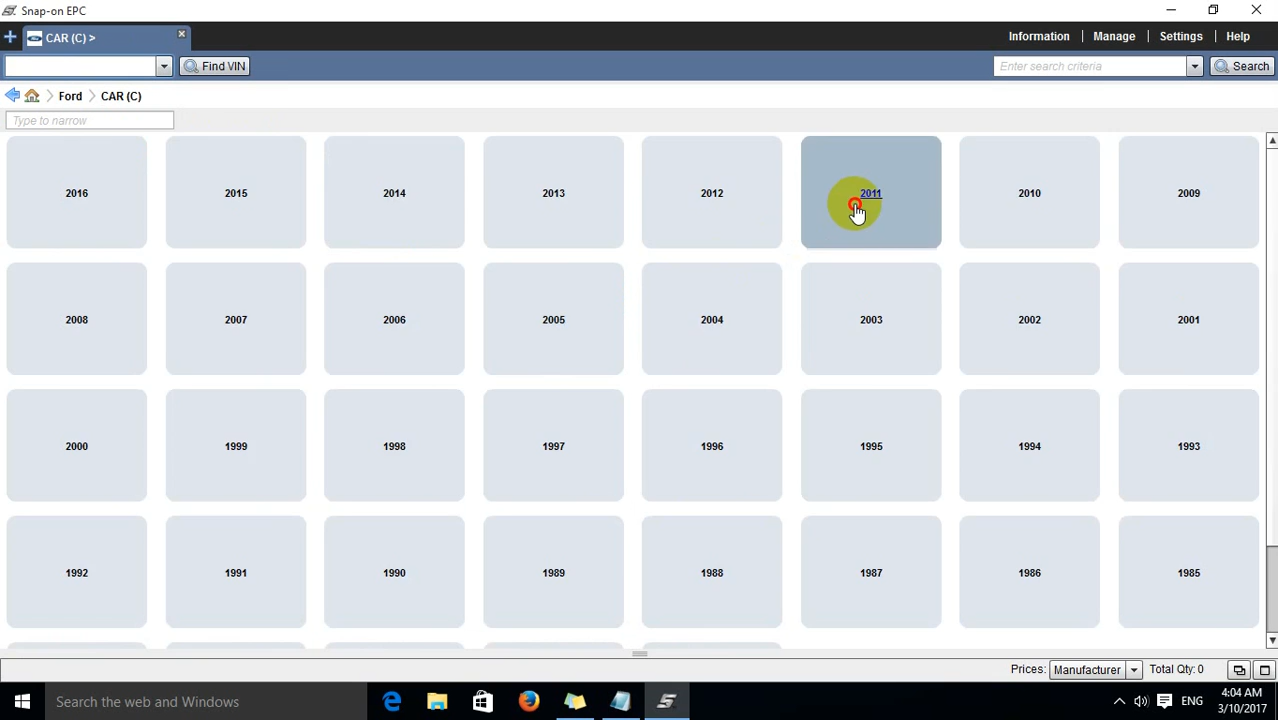 Snap-on EPC
CAR (C) >
Information Manage Settings Help
Find VIN Enter search criteria Search
Ford CAR (C)
Type to narrow
2016 2015 2014 2013 2012 2011 2010 2009
2008 2007 2006 2005 2004 2003 2002 2001
2000 1999 1998 1997 1996 1995 1994 1993
1992 1991 1990 1989 1988 1987 1986 1985
Prices: Manufacturer Total Qty: 0
Search the web and Windows ENG 4:04 AM
3/10/2017